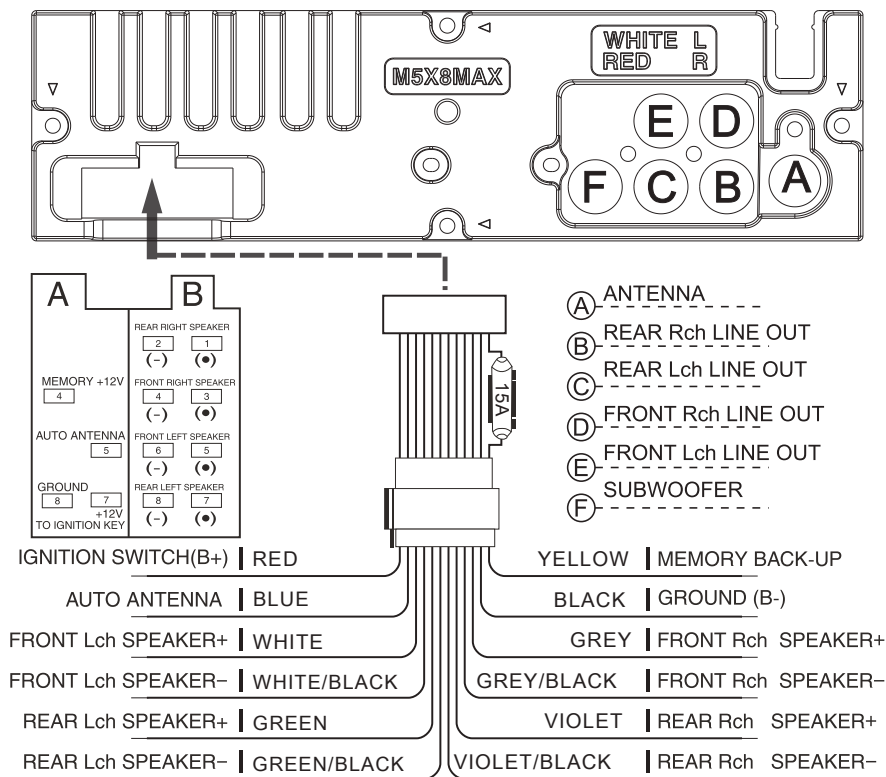 WHITE L
RED R
M5X8MAX
E D
F C B A
A B
REAR RIGHT SPEAKER
2 1
(-) (●)
MEMORY +12V
4
FRONT RIGHT SPEAKER
4 3
(-) (●)
AUTO ANTENNA
5
FRONT LEFT SPEAKER
6 5
(-) (●)
GROUND
8 7
+12V
TO IGNITION KEY
REAR LEFT SPEAKER
8 7
(-) (●)
15A
A ANTENNA
B REAR Rch LINE OUT
C REAR Lch LINE OUT
D FRONT Rch LINE OUT
E FRONT Lch LINE OUT
F SUBWOOFER
IGNITION SWITCH(B+) RED
AUTO ANTENNA BLUE
FRONT Lch SPEAKER+ WHITE
FRONT Lch SPEAKER− WHITE/BLACK
REAR Lch SPEAKER+ GREEN
REAR Lch SPEAKER− GREEN/BLACK
YELLOW MEMORY BACK-UP
BLACK GROUND (B-)
GREY FRONT Rch SPEAKER+
GREY/BLACK FRONT Rch SPEAKER−
VIOLET REAR Rch SPEAKER+
VIOLET/BLACK REAR Rch SPEAKER−